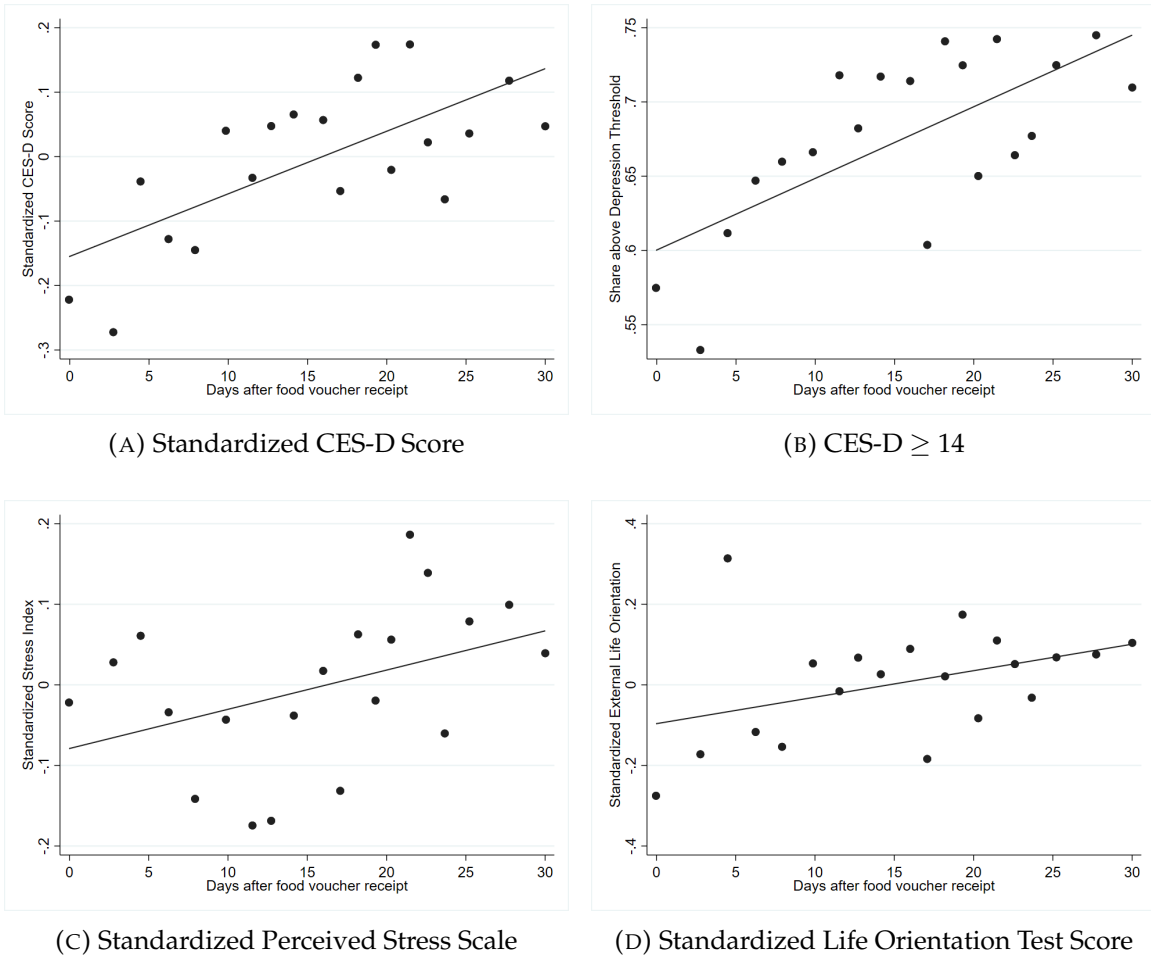 Standardized CES-D Score
.2
.1
0
-.1
-.2
-.3
0 5 10 15 20 25 30
Days after food voucher receipt
(A) Standardized CES-D Score
Share above Depression Threshold
.75
.7
.65
.6
.55
0 5 10 15 20 25 30
Days after food voucher receipt
(B) CES-D ≥ 14
Standardized Stress Index
.2
.1
0
-.1
-.2
0 5 10 15 20 25 30
Days after food voucher receipt
(C) Standardized Perceived Stress Scale
Standardized External Life Orientation
.4
.2
0
-.2
-.4
0 5 10 15 20 25 30
Days after food voucher receipt
(D) Standardized Life Orientation Test Score